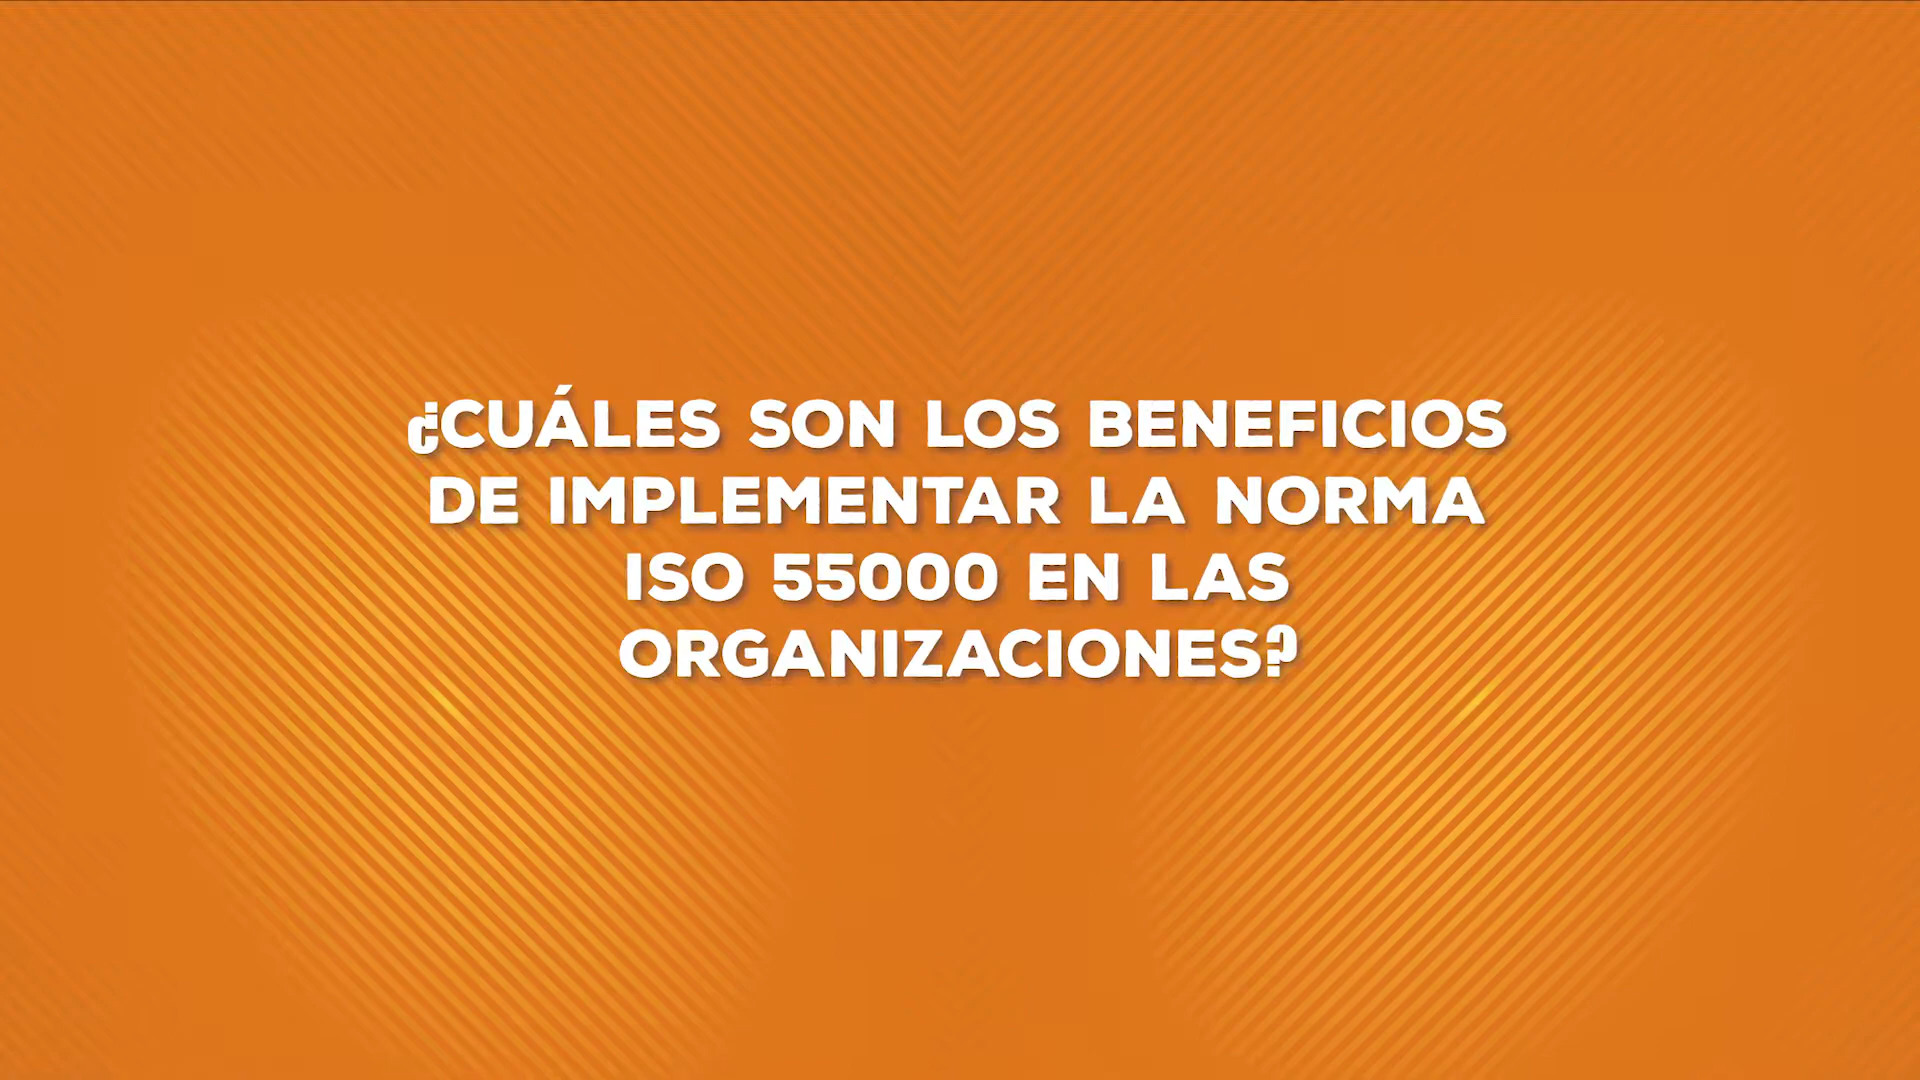 ¿CUÁLES SON LOS BENEFICIOS
DE IMPLEMENTAR LA NORMA
ISO 55000 EN LAS
ORGANIZACIONES?